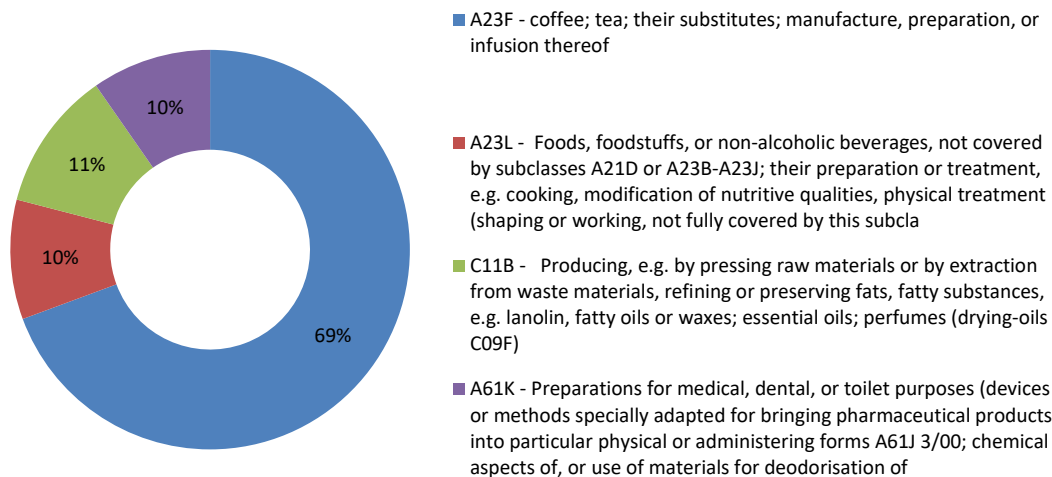 A23F - coffee; tea; their substitutes; manufacture, preparation, or
infusion thereof
10%
11%
A23L -  Foods, foodstuffs, or non-alcoholic beverages, not covered
by subclasses A21D or A23B-A23J; their preparation or treatment,
e.g. cooking, modification of nutritive qualities, physical treatment
(shaping or working, not fully covered by this subcla
10%
69%
C11B -   Producing, e.g. by pressing raw materials or by extraction
from waste materials, refining or preserving fats, fatty substances,
e.g. lanolin, fatty oils or waxes; essential oils; perfumes (drying-oils
C09F)
A61K - Preparations for medical, dental, or toilet purposes (devices
or methods specially adapted for bringing pharmaceutical products
into particular physical or administering forms A61J 3/00; chemical
aspects of, or use of materials for deodorisation of